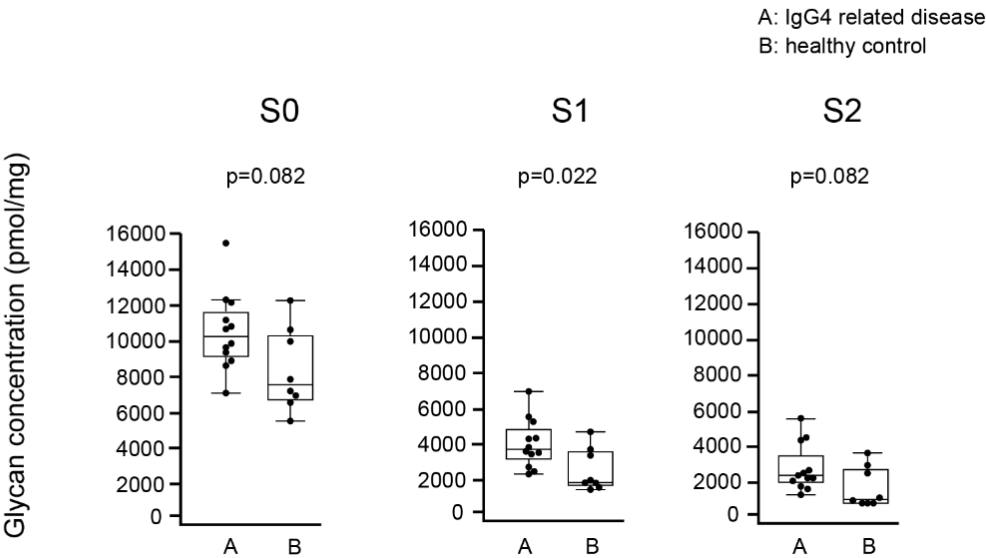 A: IgG4 related disease
B: healthy control
S0
S1
S2
p=0.082
p=0.022
p=0.082
Glycan concentration (pmol/mg)
16000
14000
12000
10000
8000
6000
4000
2000
0
A
B
16000
14000
12000
10000
8000
6000
4000
2000
0
A
B
16000
14000
12000
10000
8000
6000
4000
2000
0
A
B